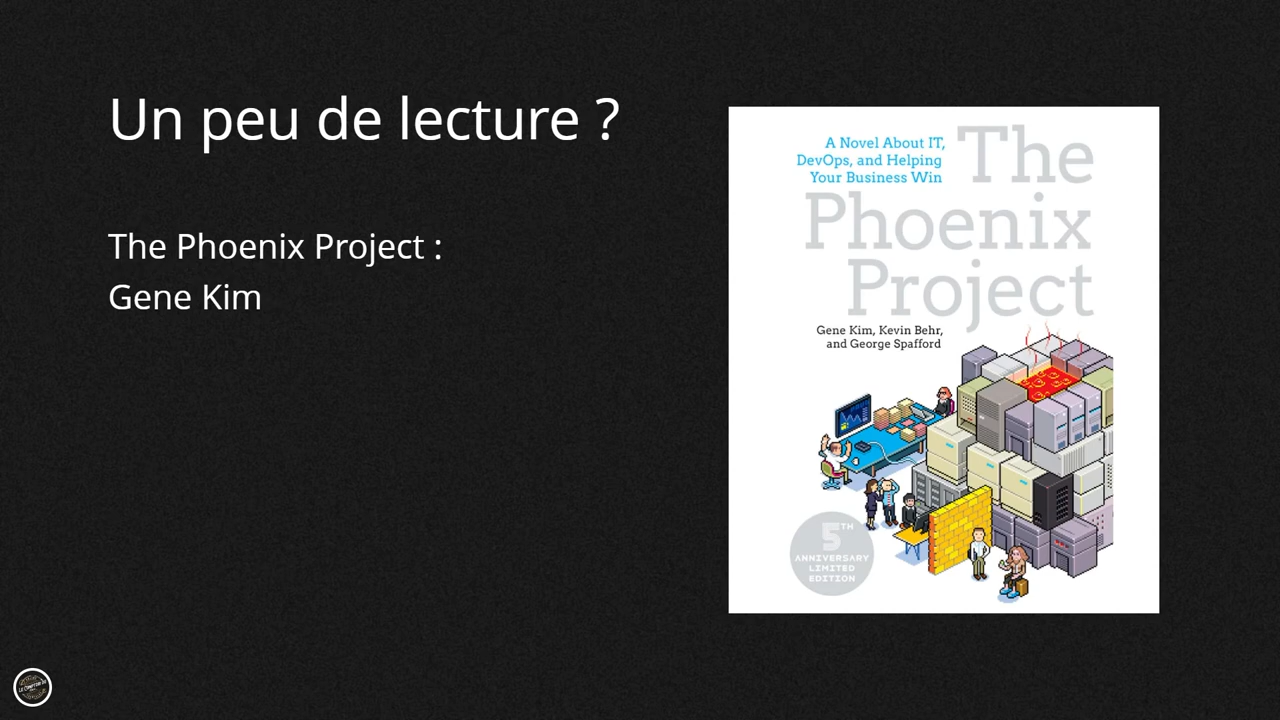 Un peu de lecture ?
The Phoenix Project :
Gene Kim
A Novel About IT,
DevOps, and Helping
Your Business Win
The
Phoenix
Project
Gene Kim, Kevin Behr,
and George Spafford
5TH
ANNIVERSARY
LIMITED
EDITION